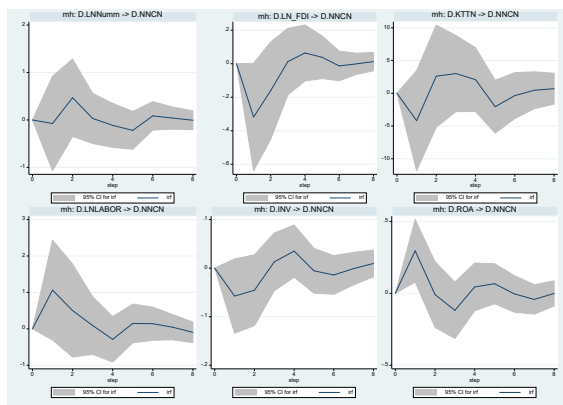 mh: D.LNNumm -> D.NNCN
2
1
0
-1
0 2 4 6 8
step
95% CI for irf irf
mh: D.LN_FDI -> D.NNCN
.2
0
-.2
-.4
-.6
0 2 4 6 8
step
95% CI for irf irf
mh: D.KTTN -> D.NNCN
10
5
0
-5
-10
0 2 4 6 8
step
95% CI for irf irf
mh: D.LNLABOR -> D.NNCN
3
2
1
0
-1
0 2 4 6 8
step
95% CI for irf irf
mh: D.INV -> D.NNCN
.1
0
-.1
-.2
0 2 4 6 8
step
95% CI for irf irf
mh: D.ROA -> D.NNCN
.5
0
-.5
0 2 4 6 8
step
95% CI for irf irf